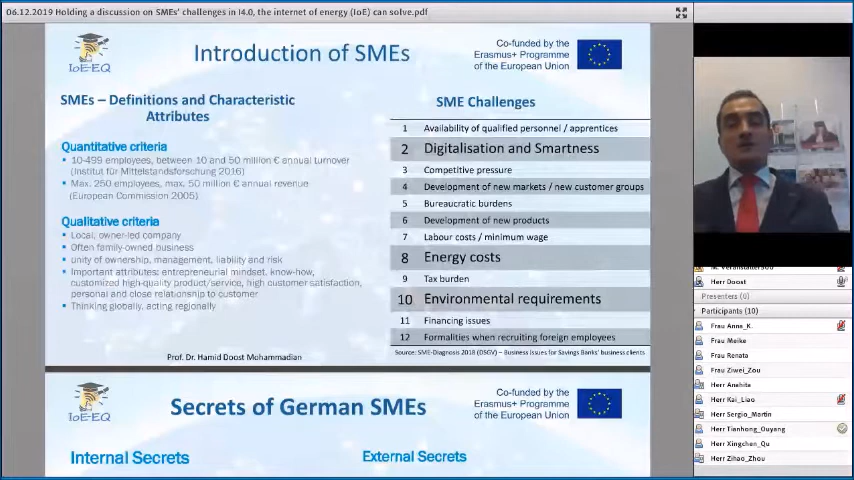 06.12.2019 Holding a discussion on SMEs' challenges in I4.0, the internet of energy (IoE) can solve.pdf
IoE-EQ
Introduction of SMEs
Co-funded by the
Erasmus+ Programme
of the European Union
SMEs – Definitions and Characteristic
Attributes
Quantitative criteria
10-499 employees, between 10 and 50 million € annual turnover
(Institut für Mittelstandsforschung 2016)
Max. 250 employees, max. 50 million € annual revenue
(European Commission 2005)
Qualitative criteria
Local, owner-led company
Often family-owned business
unity of ownership, management, liability and risk
Important attributes: entrepreneurial mindset, know-how,
customized high-quality product/service, high customer satisfaction,
personal and close relationship to customer
Thinking globally, acting regionally
Prof. Dr. Hamid Doost Mohammadian
SME Challenges
1 Availability of qualified personnel / apprentices
2 Digitalisation and Smartness
3 Competitive pressure
4 Development of new markets / new customer groups
5 Bureaucratic burdens
6 Development of new products
7 Labour costs / minimum wage
8 Energy costs
9 Tax burden
10 Environmental requirements
11 Financing issues
12 Formalities when recruiting foreign employees
Source: SME-Diagnosis 2018 (DSGV) – Business issues for Savings Banks' business clients
IoE-EQ
Secrets of German SMEs
Co-funded by the
Erasmus+ Programme
of the European Union
Internal Secrets
External Secrets
Herr Doost
Presenters (0)
Participants (10)
Frau Anna_K.
Frau Meike
Frau Renata
Frau Ziwei_Zou
Herr Anahita
Herr Kai_Liao
Herr Sergio_Martin
Herr Tianhong_Ouyang
Herr Xingchen_Qu
Herr Zihao_Zhou